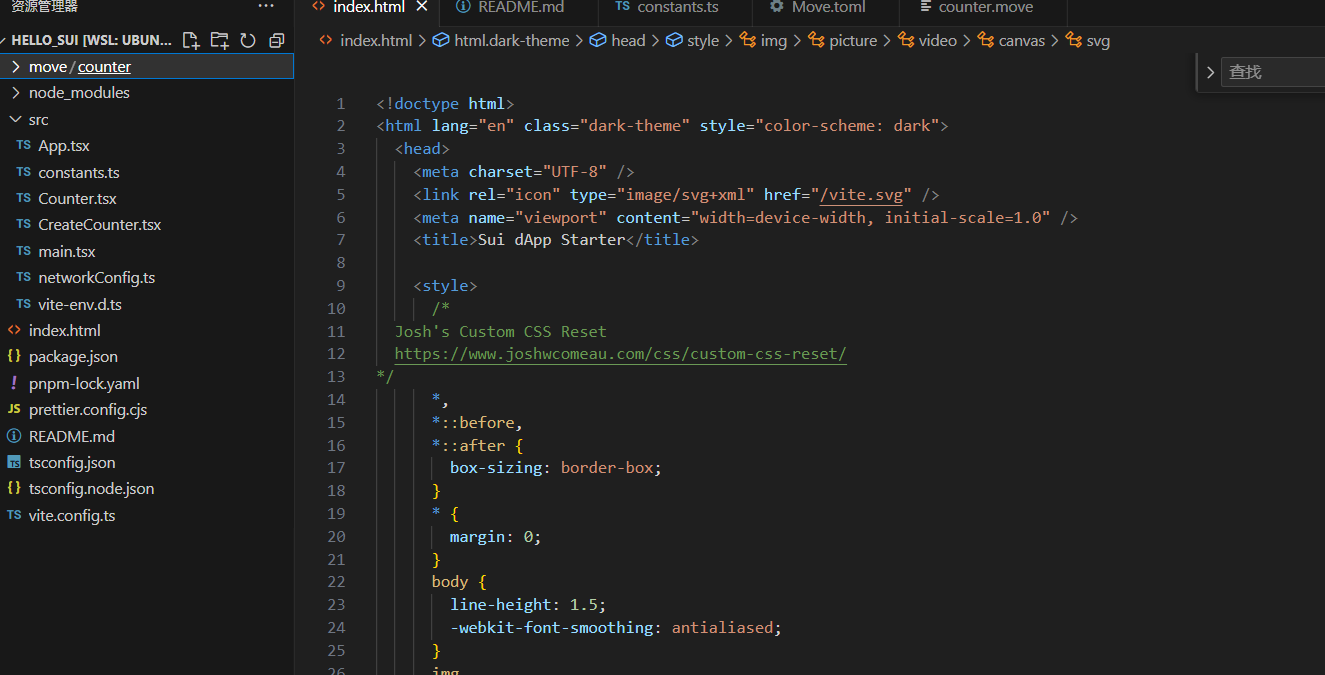 资源管理器 ···
HELLO_SUI [WSL: UBUN...
move / counter
node_modules
src
TS App.tsx
TS constants.ts
TS Counter.tsx
TS CreateCounter.tsx
TS main.tsx
TS networkConfig.ts
TS vite-env.d.ts
<> index.html
{} package.json
! pnpm-lock.yaml
JS prettier.config.cjs
README.md
TS tsconfig.json
{} tsconfig.node.json
TS vite.config.ts
<> index.html × README.md TS constants.ts Move.toml counter.move
<> index.html > html.dark-theme > head > style > img > picture > video > canvas > svg
查找
1 <!doctype html>
2 <html lang="en" class="dark-theme" style="color-scheme: dark">
3 <head>
4 <meta charset="UTF-8" />
5 <link rel="icon" type="image/svg+xml" href="/vite.svg" />
6 <meta name="viewport" content="width=device-width, initial-scale=1.0" />
7 <title>Sui dApp Starter</title>
8
9 <style>
10 /*
11 Josh's Custom CSS Reset
12 https://www.joshwcomeau.com/css/custom-css-reset/
13 */
14 *,
15 *::before,
16 *::after {
17 box-sizing: border-box;
18 }
19 * {
20 margin: 0;
21 }
22 body {
23 line-height: 1.5;
24 -webkit-font-smoothing: antialiased;
25 }
26 img